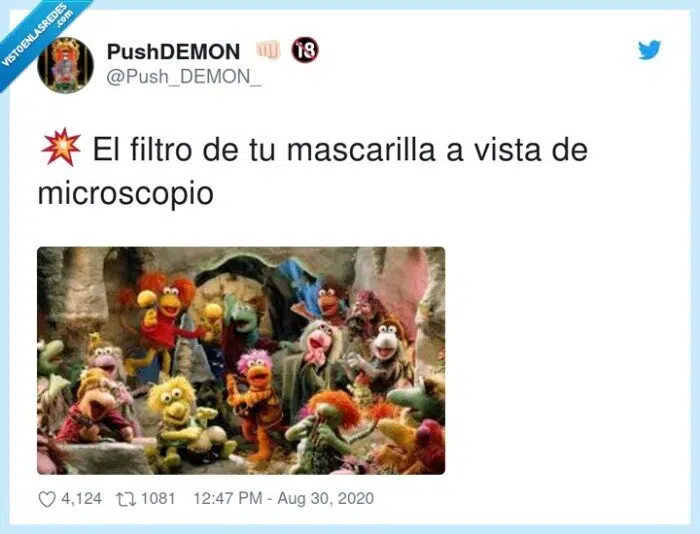 VISTOENLASREDES
.com
PushDEMON 👊🏻 🔞
@Push_DEMON_
💥 El filtro de tu mascarilla a vista de
microscopio
4,124 1081 12:47 PM - Aug 30, 2020